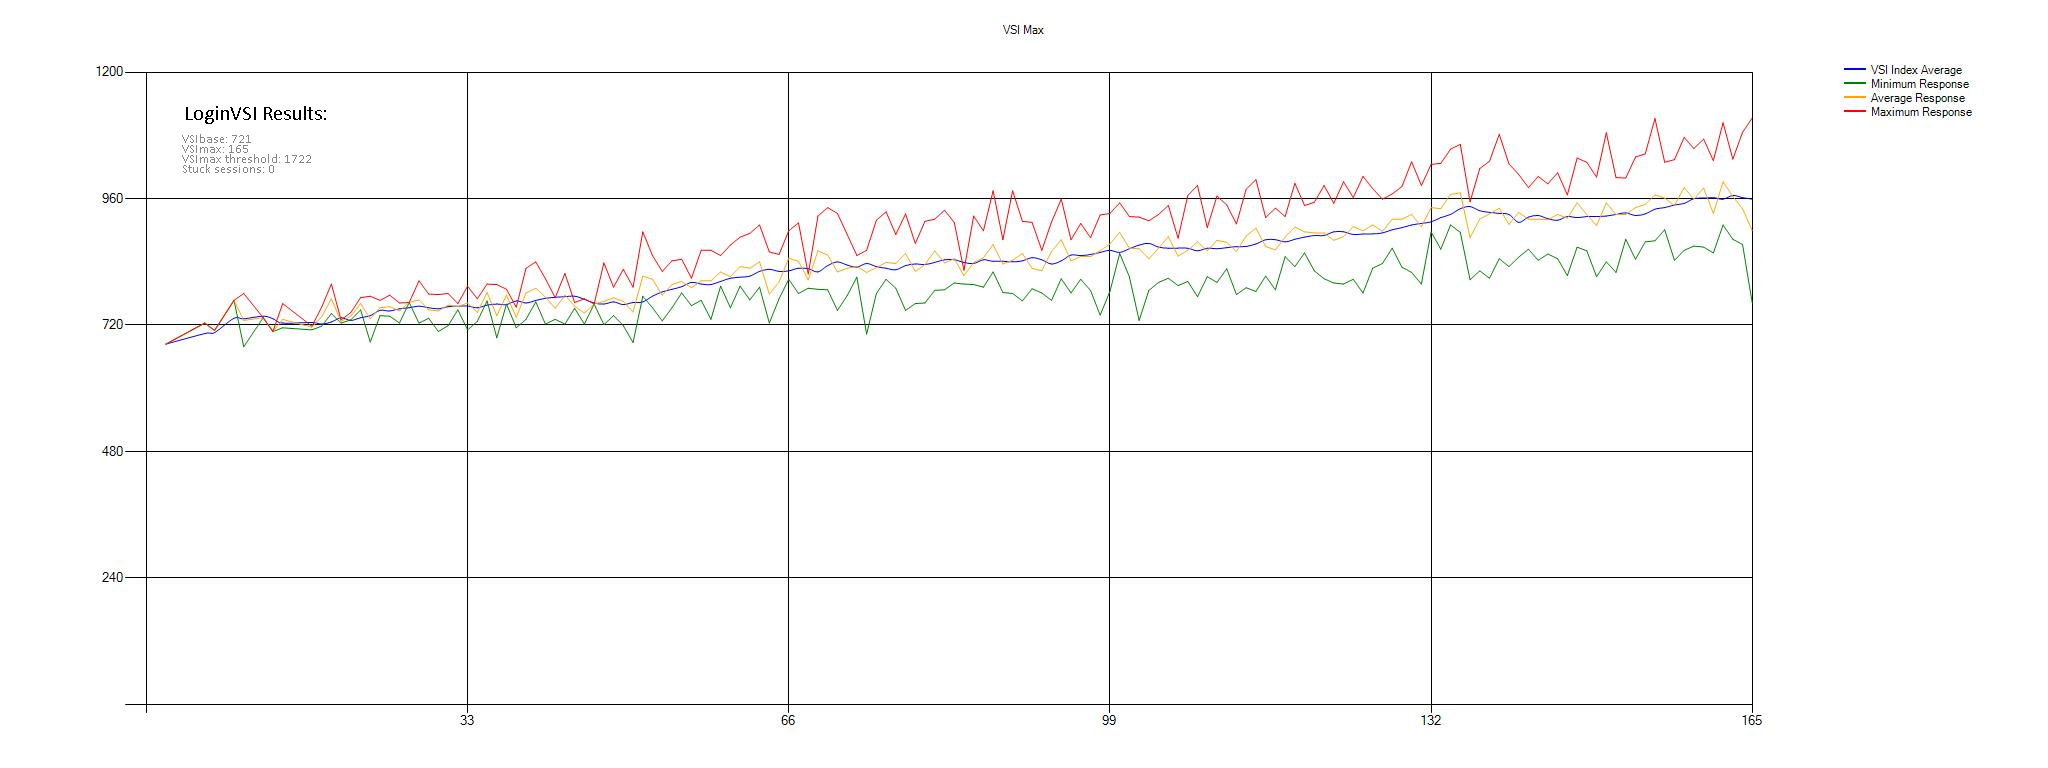 VSI Max
1200
960
720
480
240
LoginVSI Results:
VSIbase: 721
VSImax: 165
VSImax threshold: 1722
Stuck sessions: 0
VSI Index Average
Minimum Response
Average Response
Maximum Response
33
66
99
132
165